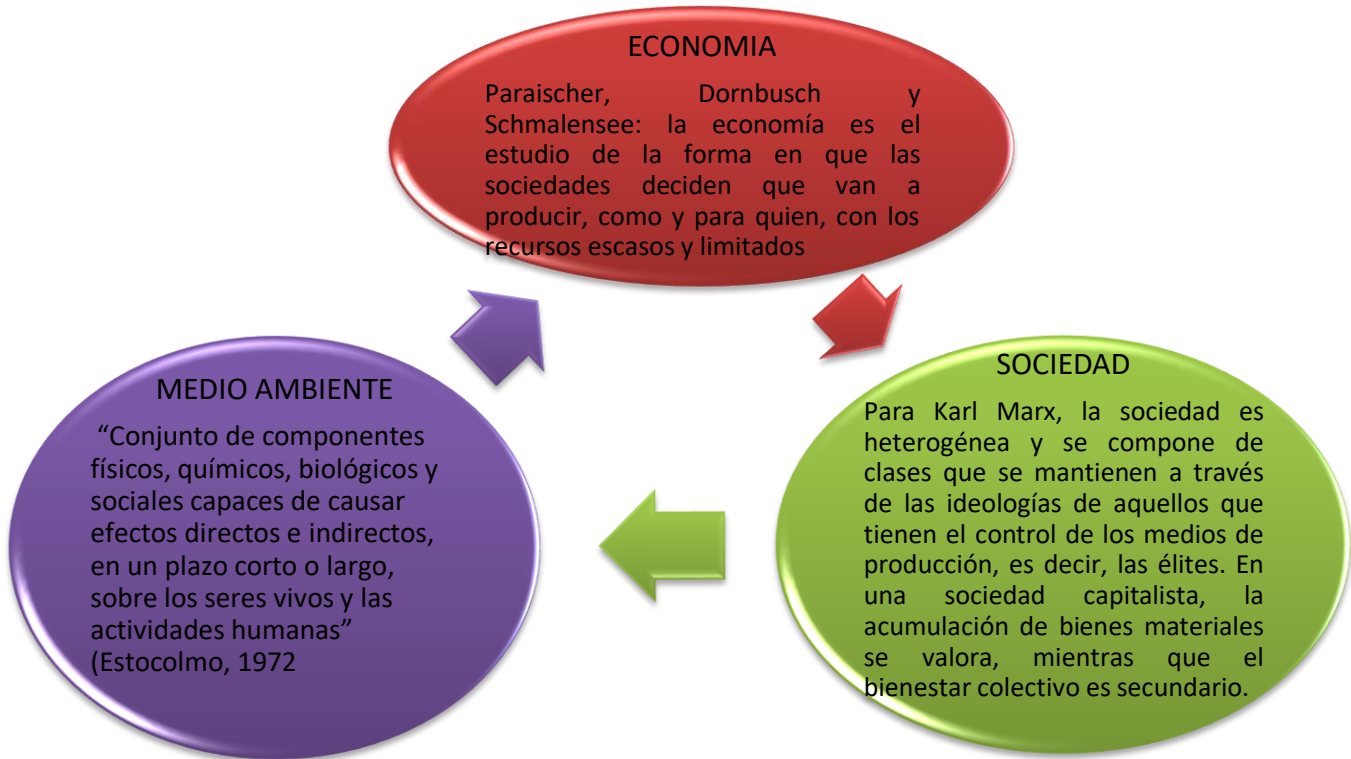 ECONOMIA
Paraischer, Dornbusch y
Schmalensee: la economía es el
estudio de la forma en que las
sociedades deciden que van a
producir, como y para quien, con los
recursos escasos y limitados
MEDIO AMBIENTE
“Conjunto de componentes
físicos, químicos, biológicos y
sociales capaces de causar
efectos directos e indirectos,
en un plazo corto o largo,
sobre los seres vivos y las
actividades humanas”
(Estocolmo, 1972
SOCIEDAD
Para Karl Marx, la sociedad es
heterogénea y se compone de
clases que se mantienen a través
de las ideologías de aquellos que
tienen el control de los medios de
producción, es decir, las élites. En
una sociedad capitalista, la
acumulación de bienes materiales
se valora, mientras que el
bienestar colectivo es secundario.